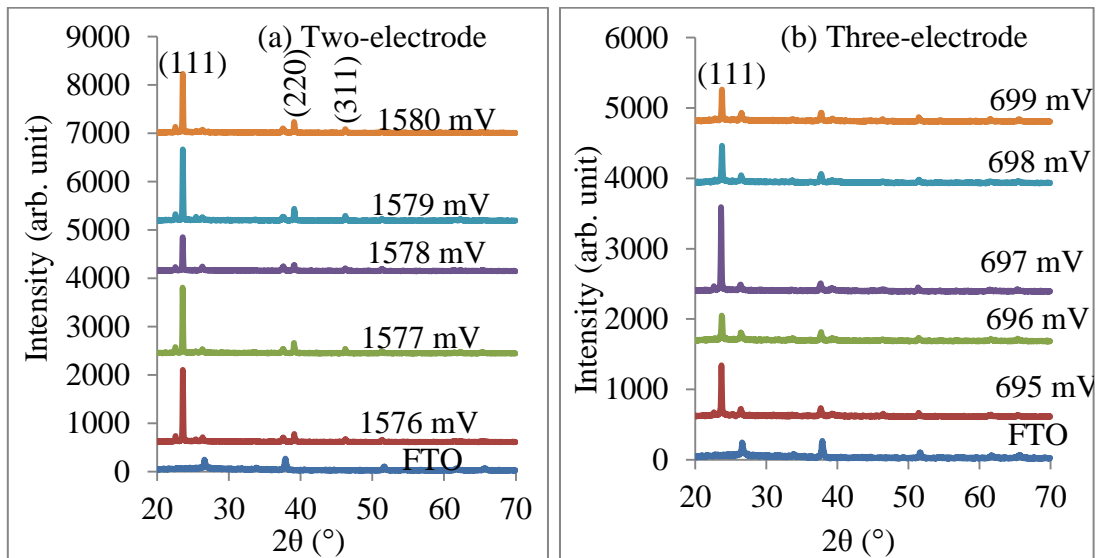 (a) Two-electrode
9000
8000
7000
6000
5000
4000
3000
2000
1000
0
Intensity (arb. unit)
(111)
(220)
(311)
1580 mV
1579 mV
1578 mV
1577 mV
1576 mV
FTO
20 30 40 50 60 70
2θ (°)
(b) Three-electrode
6000
5000
4000
3000
2000
1000
0
Intensity (arb. unit)
(111)
699 mV
698 mV
697 mV
696 mV
695 mV
FTO
20 30 40 50 60 70
2θ (°)